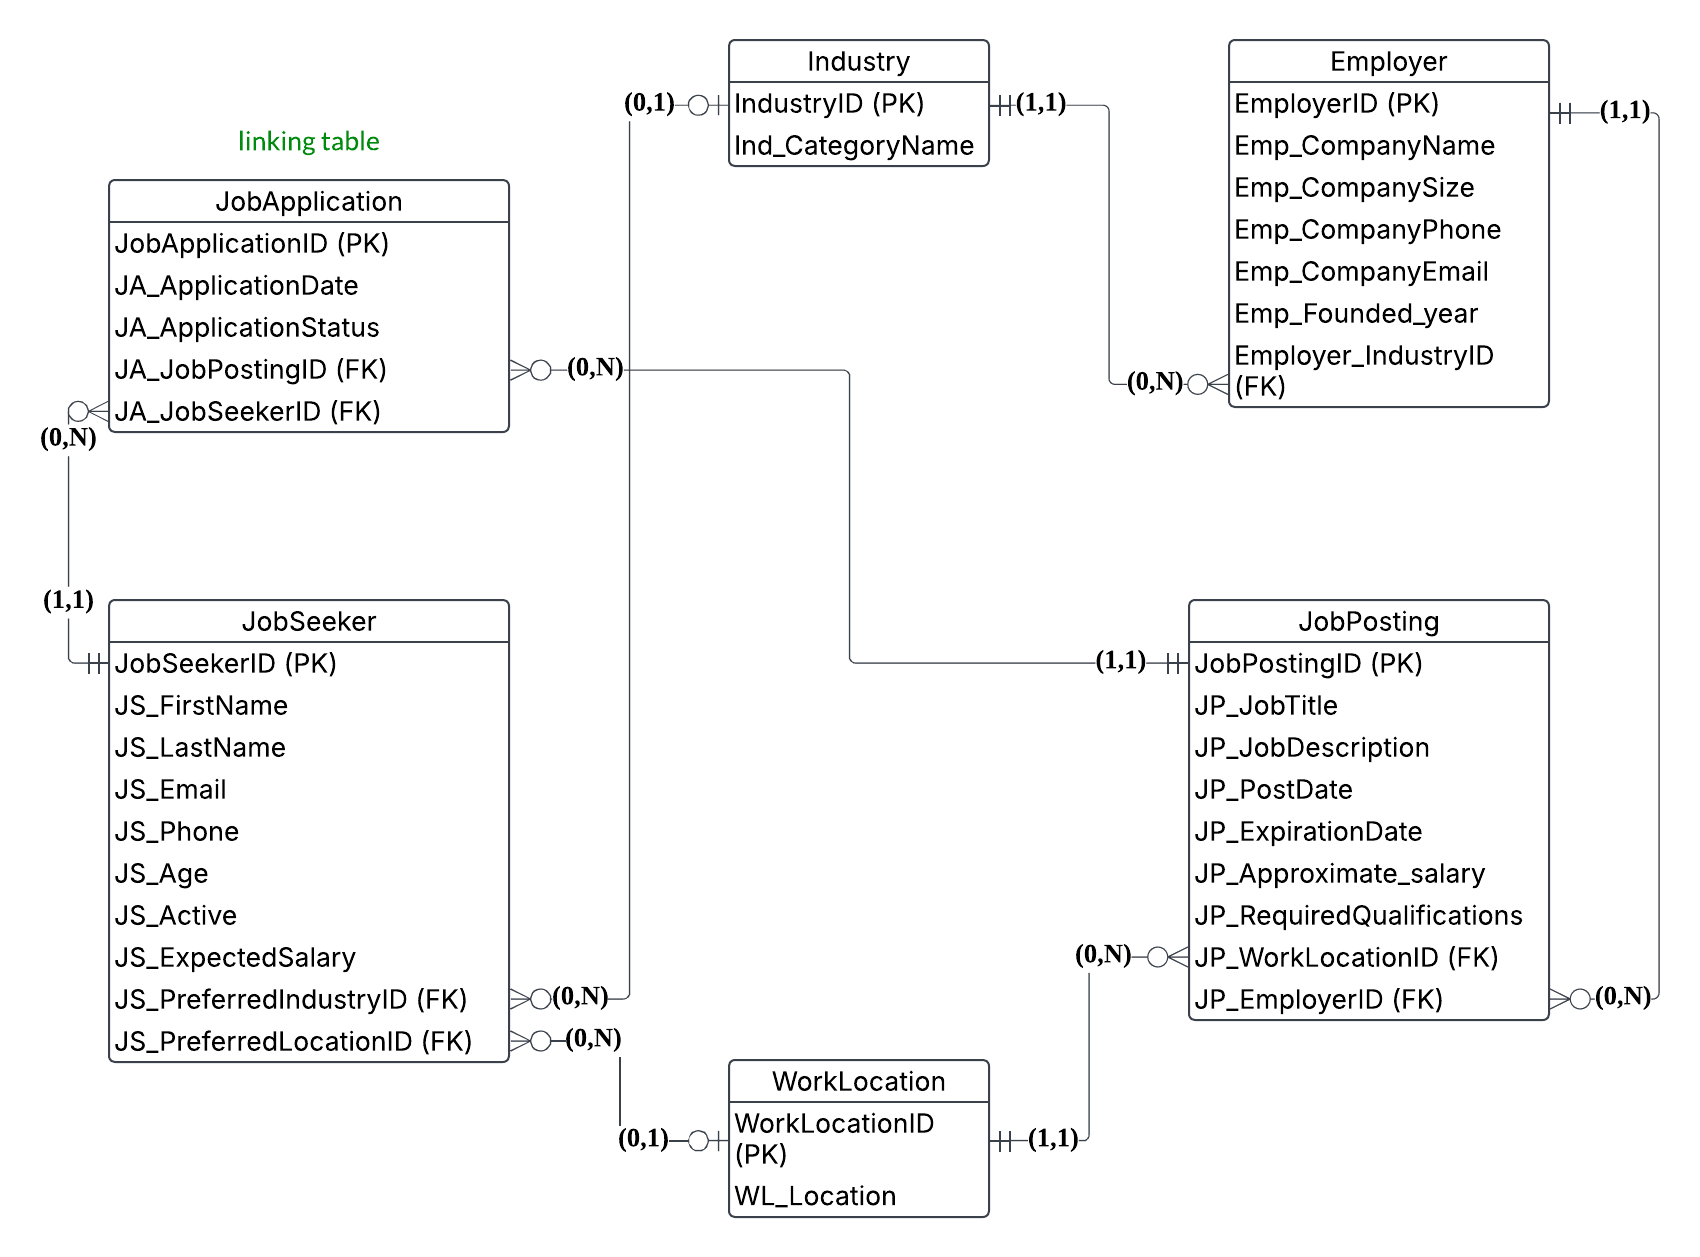 linking table
JobApplication
JobApplicationID (PK)
JA_ApplicationDate
JA_ApplicationStatus
JA_JobPostingID (FK)
JA_JobSeekerID (FK)
(0,N)
(0,N)
(1,1)
JobSeeker
JobSeekerID (PK)
JS_FirstName
JS_LastName
JS_Email
JS_Phone
JS_Age
JS_Active
JS_ExpectedSalary
JS_PreferredIndustryID (FK)
JS_PreferredLocationID (FK)
(0,N)
(0,N)
(0,1)
Industry
IndustryID (PK)
Ind_CategoryName
(1,1)
(0,N)
Employer
EmployerID (PK)
Emp_CompanyName
Emp_CompanySize
Emp_CompanyPhone
Emp_CompanyEmail
Emp_Founded_year
Employer_IndustryID
(FK)
(1,1)
(1,1)
JobPosting
JobPostingID (PK)
JP_JobTitle
JP_JobDescription
JP_PostDate
JP_ExpirationDate
JP_Approximate_salary
JP_RequiredQualifications
JP_WorkLocationID (FK)
JP_EmployerID (FK)
(0,N)
(0,N)
(0,1)
WorkLocation
WorkLocationID
(PK)
WL_Location
(1,1)